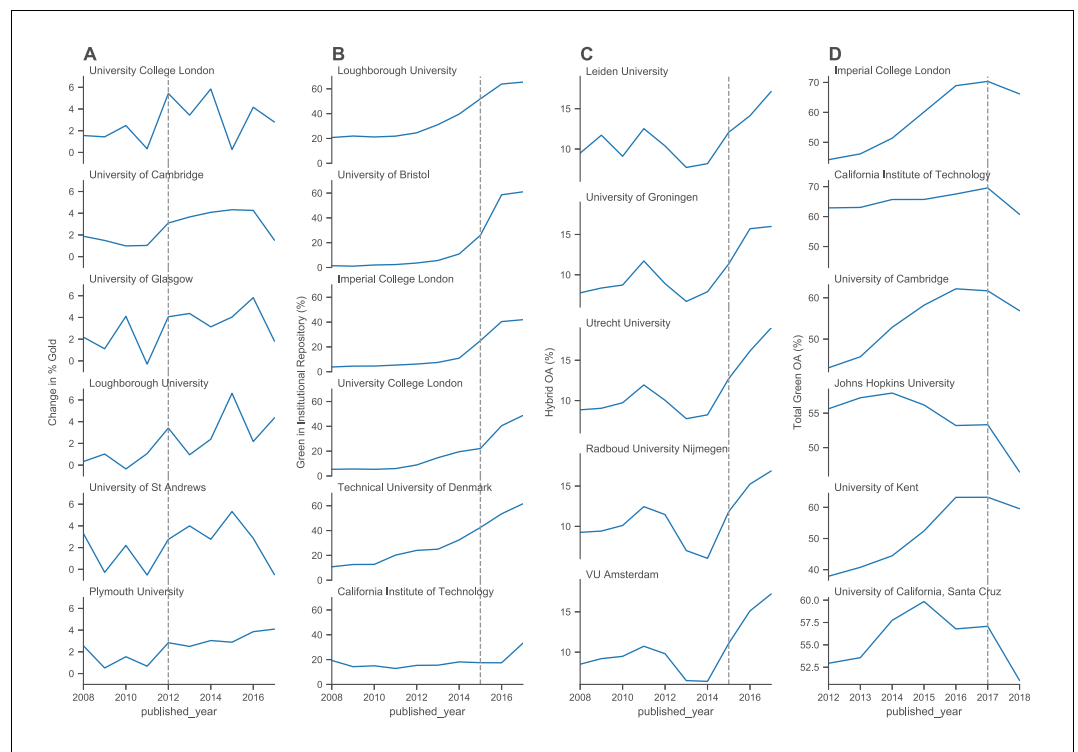 A
University College London
6
4
2
0
University of Cambridge
6
4
2
0
University of Glasgow
6
4
2
0
Loughborough University
6
4
2
0
University of St Andrews
6
4
2
0
Plymouth University
6
4
2
0
2008 2010 2012 2014 2016
published_year
Change in % Gold
B
Loughborough University
60
40
20
0
University of Bristol
60
40
20
0
Imperial College London
60
40
20
0
University College London
60
40
20
0
Technical University of Denmark
60
40
20
0
California Institute of Technology
60
40
20
0
2008 2010 2012 2014 2016
published_year
Green in Institutional Repository (%)
C
Leiden University
15
10
University of Groningen
15
10
Utrecht University
15
10
Radboud University Nijmegen
15
10
VU Amsterdam
15
10
2008 2010 2012 2014 2016
published_year
Hybrid OA (%)
D
Imperial College London
70
60
50
California Institute of Technology
70
60
50
University of Cambridge
60
50
Johns Hopkins University
55
50
University of Kent
60
50
40
University of California, Santa Cruz
60.0
57.5
55.0
52.5
2012 2013 2014 2015 2016 2017 2018
published_year
Total Green OA (%)